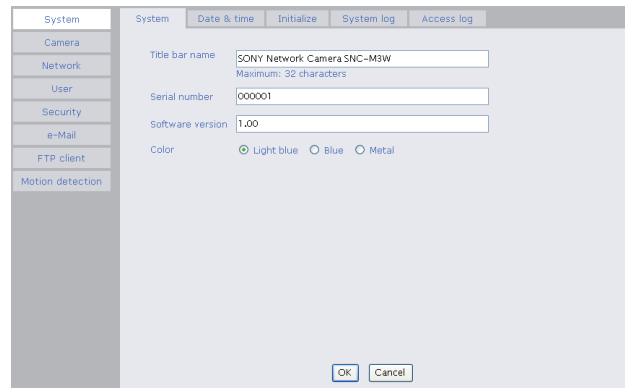 System
Camera
Network
User
Security
e-Mail
FTP client
Motion detection
System Date & time Initialize System log Access log
Title bar name SONY Network Camera SNC-M3W
Maximum: 32 characters
Serial number 000001
Software version 1.00
Color Light blue Blue Metal
OK Cancel